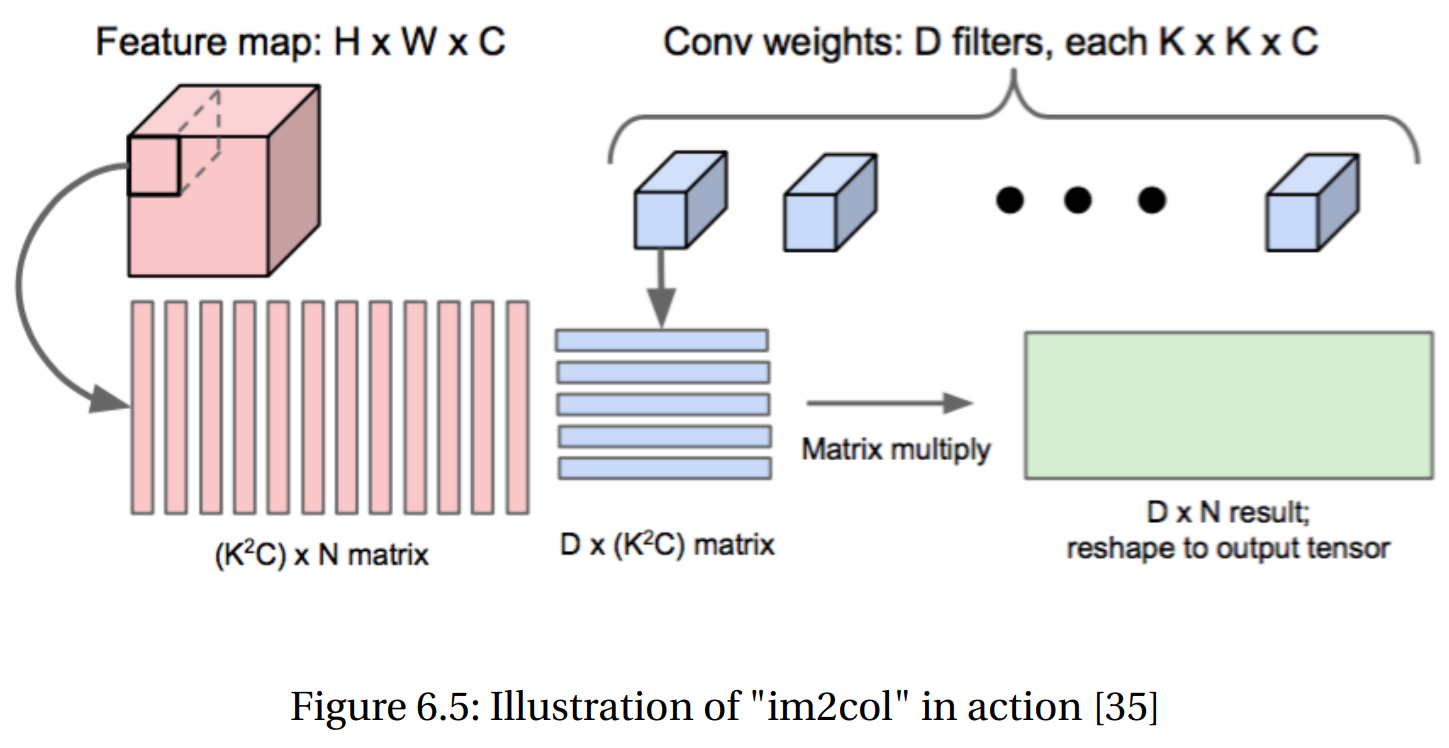 Feature map: H x W x C
Conv weights: D filters, each K x K x C
(K²C) x N matrix
D x (K²C) matrix
Matrix multiply
D x N result;
reshape to output tensor
Figure 6.5: Illustration of "im2col" in action [35]